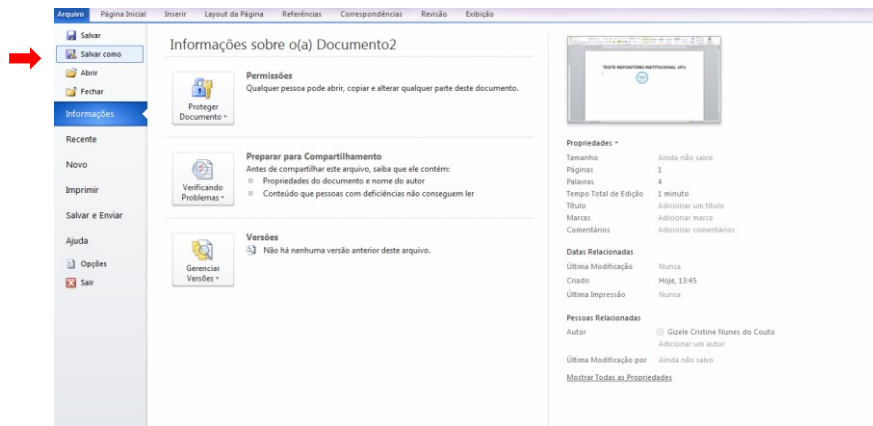 Arquivo Página Inicial Inserir Layout da Página Referências Correspondências Revisão Exibição
Salvar
Salvar como
Abrir
Fechar
Informações
Recente
Novo
Imprimir
Salvar e Enviar
Ajuda
Opções
Sair
Informações sobre o(a) Documento2
Proteger
Documento
Permissões
Qualquer pessoa pode abrir, copiar e alterar qualquer parte deste documento.
Verificando
Problemas
Preparar para Compartilhamento
Antes de compartilhar este arquivo, saiba que ele contém:
Propriedades do documento e nome do autor
Conteúdo que pessoas com deficiências não conseguem ler
Gerenciar
Versões
Versões
Não há nenhuma versão anterior deste arquivo.
TESTE REPOSITÓRIO INSTITUCIONAL UFU
Propriedades
Tamanho Ainda não salvo
Páginas 1
Palavras 4
Tempo Total de Edição 1 minuto
Título Adicionar um título
Marcas Adicionar marca
Comentários Adicionar comentários
Datas Relacionadas
Última Modificação Nunca
Criado Hoje, 13:45
Última Impressão Nunca
Pessoas Relacionadas
Autor Gizele Cristine Nunes do Couto
Adicionar um autor
Última Modificação por Ainda não salvo
Mostrar Todas as Propriedades